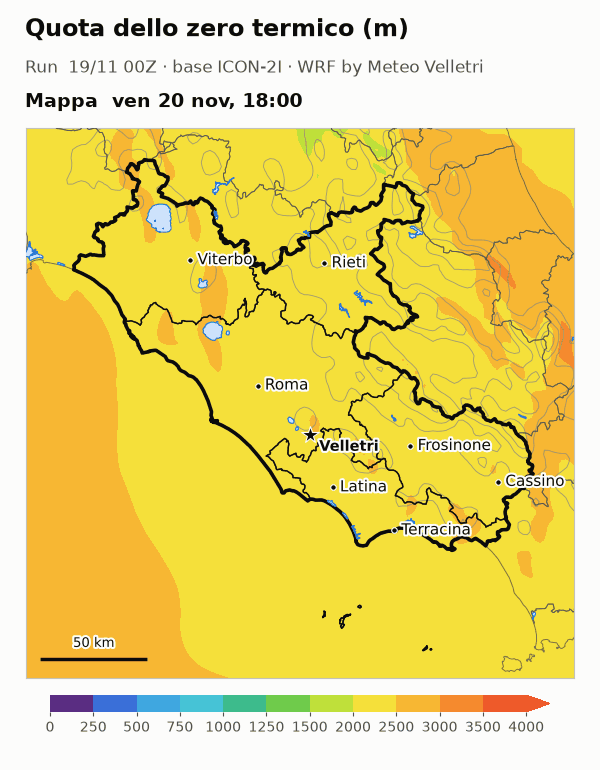 Quota dello zero termico (m)
Run 19/11 00Z · base ICON-2I · WRF by Meteo Velletri
Mappa ven 20 nov, 18:00
Viterbo
Rieti
Roma
Velletri
Frosinone
Cassino
Latina
Terracina
50 km
0 250 500 750 1000 1250 1500 2000 2500 3000 3500 4000